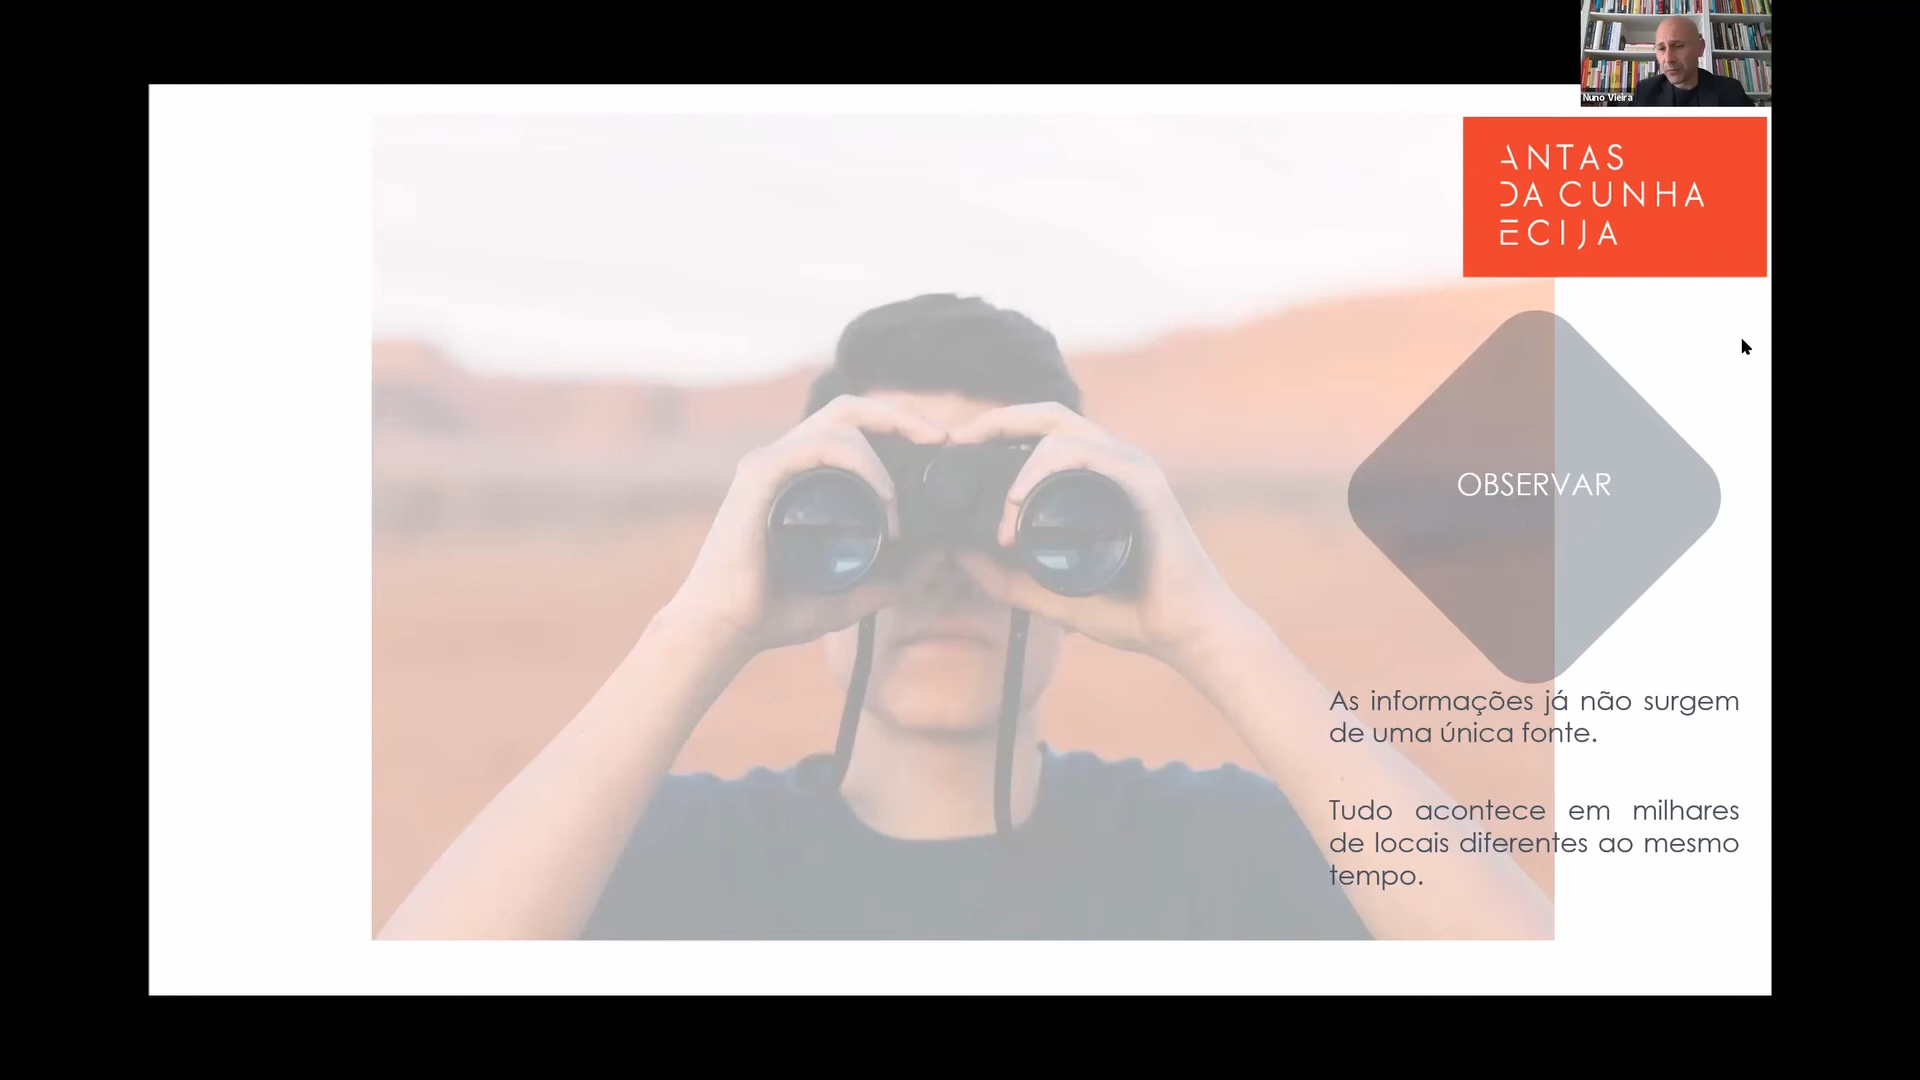 Nuno Vieira
ANTAS
DA CUNHA
ECIJA
OBSERVAR
As informações já não surgem
de uma única fonte.
Tudo acontece em milhares
de locais diferentes ao mesmo
tempo.